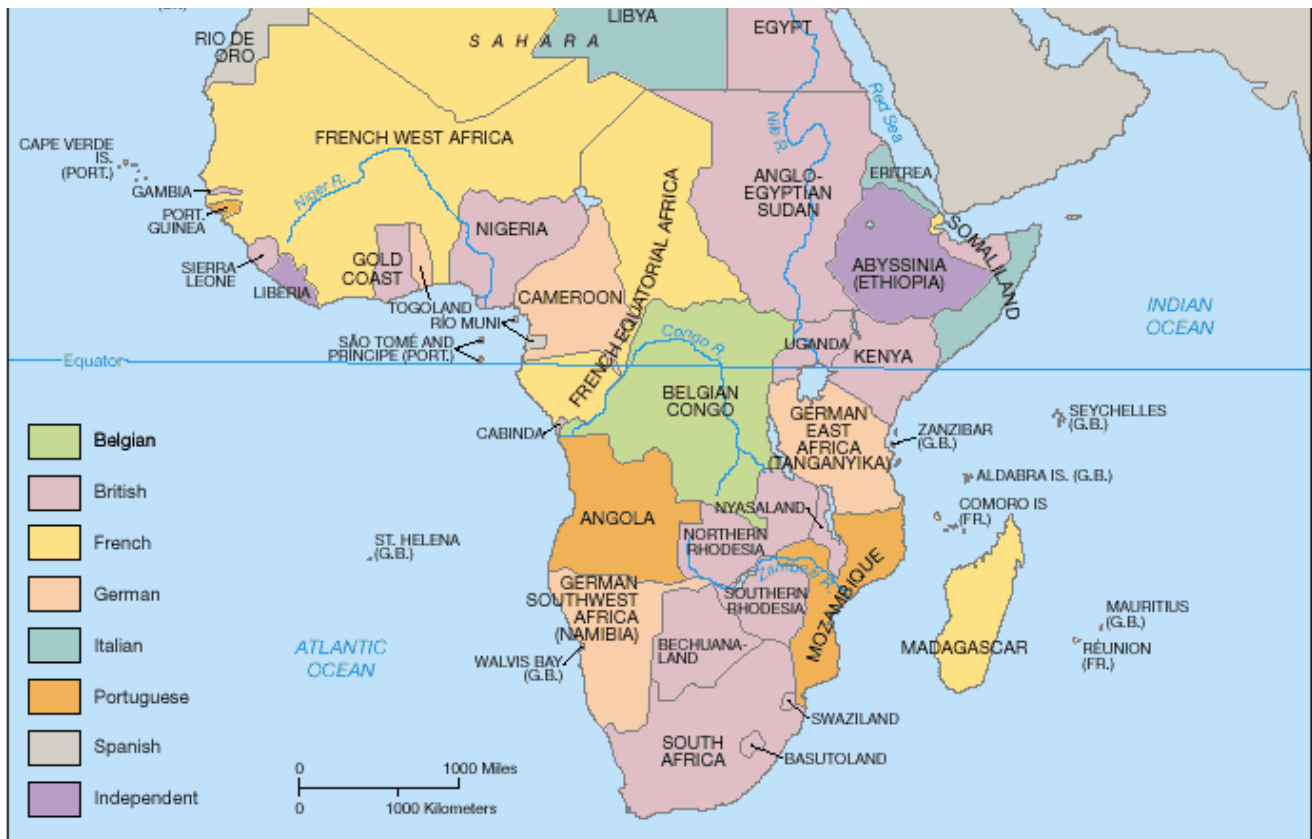 LIBYA
EGYPT
RIO DE
ORO
SAHARA
Red Sea
Nile R.
FRENCH WEST AFRICA
CAPE VERDE
IS.
(PORT.)
Niger R.
GAMBIA
PORT.
GUINEA
ANGLO-
EGYPTIAN
SUDAN
ERITREA
NIGERIA
SOMALILAND
SIERRA
LEONE
LIBERIA
GOLD
COAST
ABYSSINIA
(ETHIOPIA)
CAMEROON
FRENCH EQUATORIAL AFRICA
TOGOLAND
RÍO MUNI
INDIAN
OCEAN
SÃO TOMÉ AND
PRÍNCIPE (PORT.)
Congo R.
UGANDA
KENYA
Equator
BELGIAN
CONGO
CABINDA
GERMAN
EAST
AFRICA
(TANGANYIKA)
SEYCHELLES
(G.B.)
ZANZIBAR
(G.B.)
ALDABRA IS. (G.B.)
COMORO IS
(FR.)
ANGOLA
NYASALAND
NORTHERN
RHODESIA
ST. HELENA
(G.B.)
Zambezi R.
MOZAMBIQUE
GERMAN
SOUTHWEST
AFRICA
(NAMIBIA)
SOUTHERN
RHODESIA
BECHUANA-
LAND
MADAGASCAR
MAURITIUS
(G.B.)
RÉUNION
(FR.)
ATLANTIC
OCEAN
WALVIS BAY
(G.B.)
SWAZILAND
SOUTH
AFRICA
BASUTOLAND
Belgian
British
French
German
Italian
Portuguese
Spanish
Independent
0 1000 Miles
0 1000 Kilometers